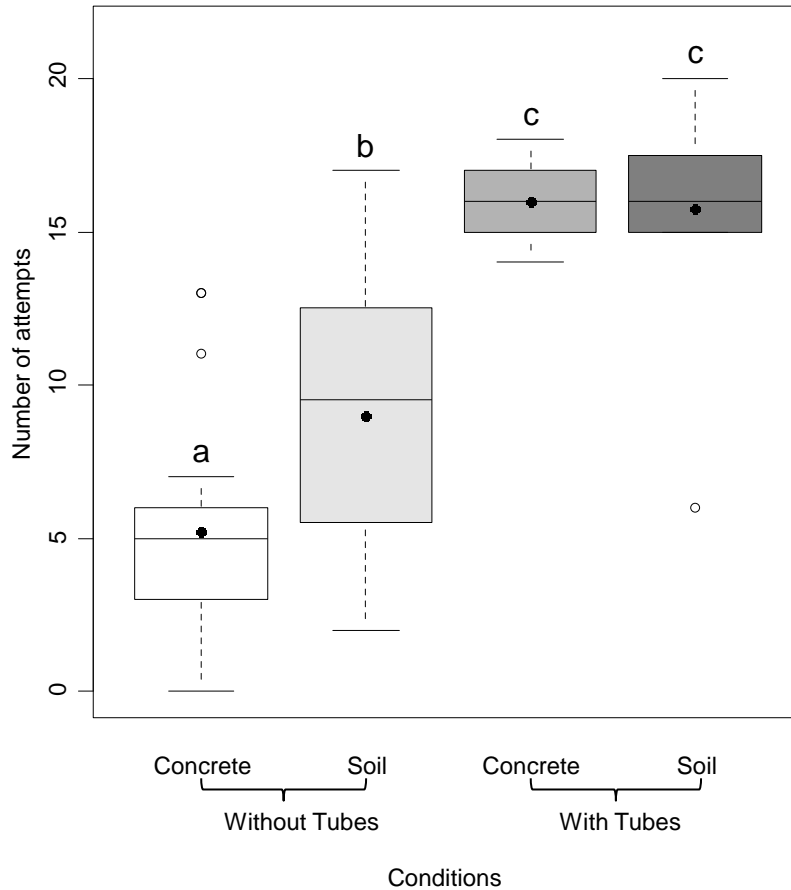 20
15
10
5
0
Number of attempts
a
b
c
c
Concrete
Soil
Concrete
Soil
Without Tubes
With Tubes
Conditions